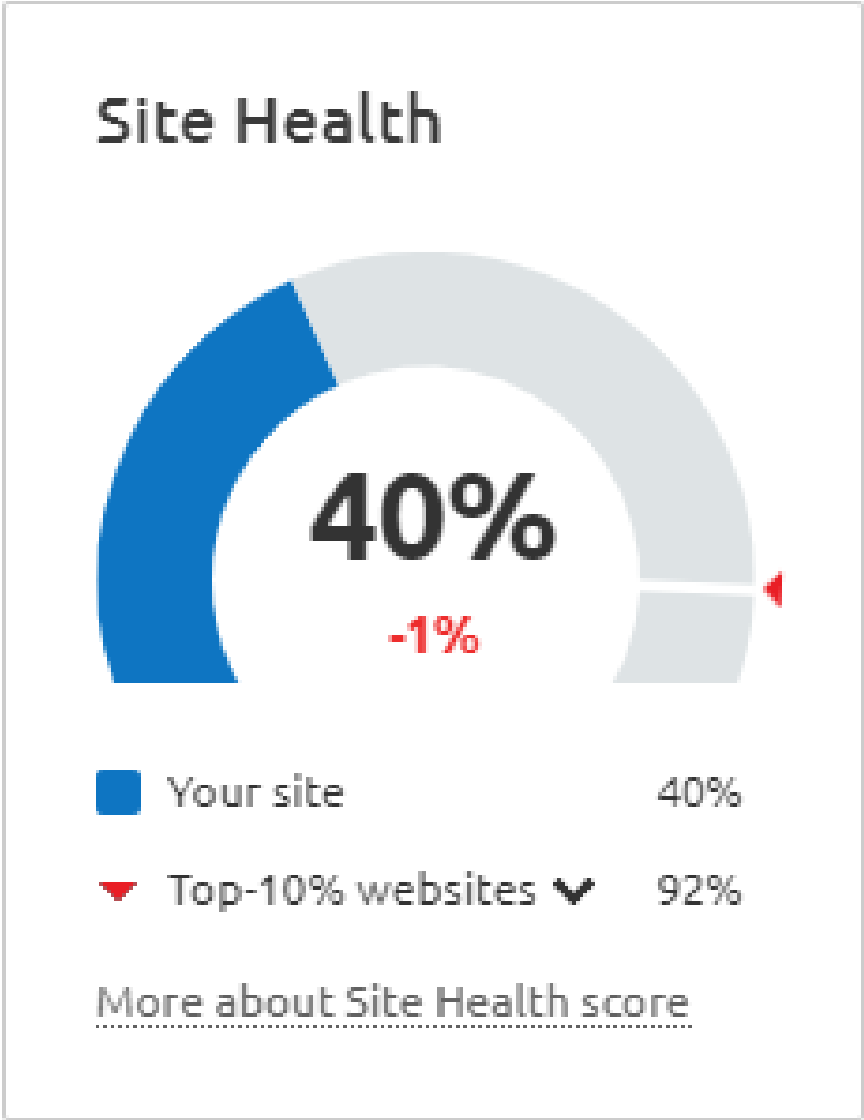 Site Health
40%
-1%
Your site 40%
Top-10% websites 92%
More about Site Health score